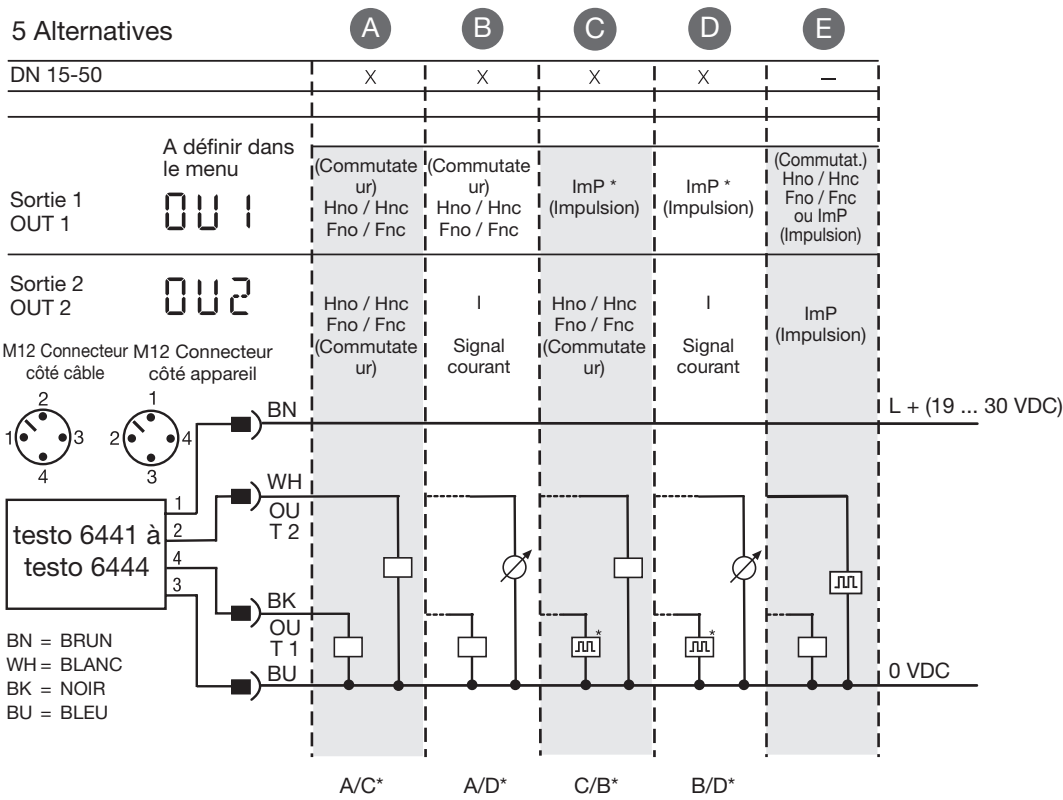 5 Alternatives A B C D E
DN 15-50 X X X X –
A définir dans
le menu
Sortie 1
OUT 1
OU1
(Commutate
ur)
Hno / Hnc
Fno / Fnc
(Commutate
ur)
Hno / Hnc
Fno / Fnc
ImP *
(Impulsion)
ImP *
(Impulsion)
(Commutat.)
Hno / Hnc
Fno / Fnc
ou ImP
(Impulsion)
Sortie 2
OUT 2
OU2
Hno / Hnc
Fno / Fnc
(Commutate
ur)
I
Signal
courant
Hno / Hnc
Fno / Fnc
(Commutate
ur)
I
Signal
courant
ImP
(Impulsion)
M12 Connecteur
côté câble
2
1 3
4
M12 Connecteur
côté appareil
1
2 4
3
BN
L + (19 ... 30 VDC)
WH
OU
T 2
testo 6441 à
testo 6444
1
2
4
3
BK
OU
T 1
* *
BU
0 VDC
BN = BRUN
WH = BLANC
BK = NOIR
BU = BLEU
A/C* A/D* C/B* B/D*